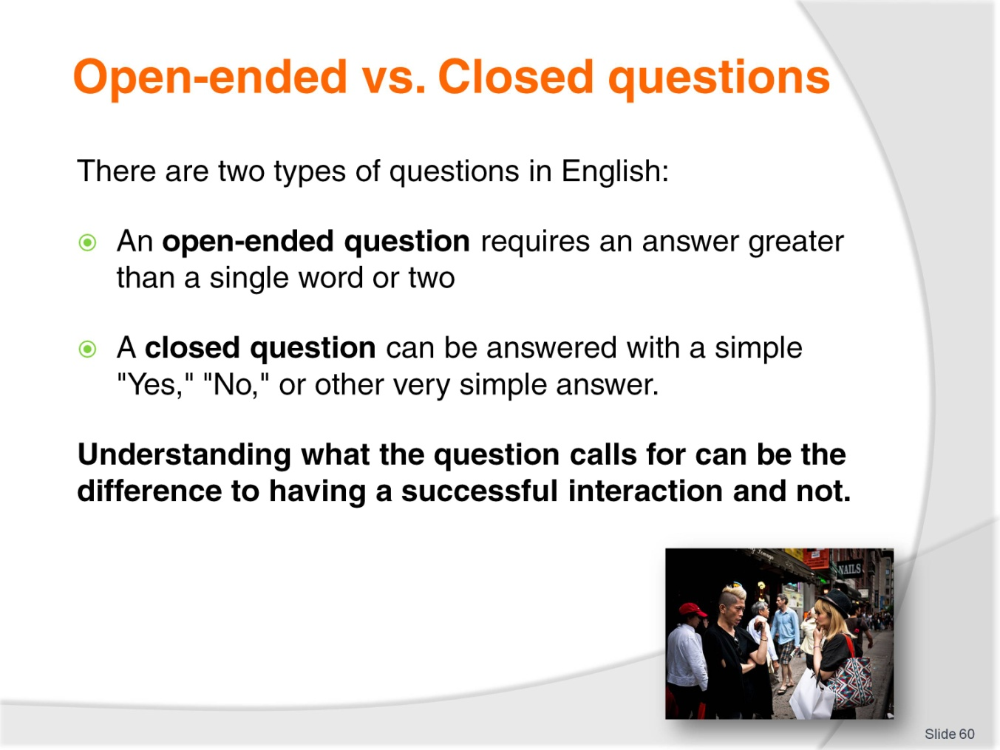 Open-ended vs. Closed questions
There are two types of questions in English:
An open-ended question requires an answer greater
than a single word or two
A closed question can be answered with a simple
"Yes," "No," or other very simple answer.
Understanding what the question calls for can be the
difference to having a successful interaction and not.
NAILS
Slide 60